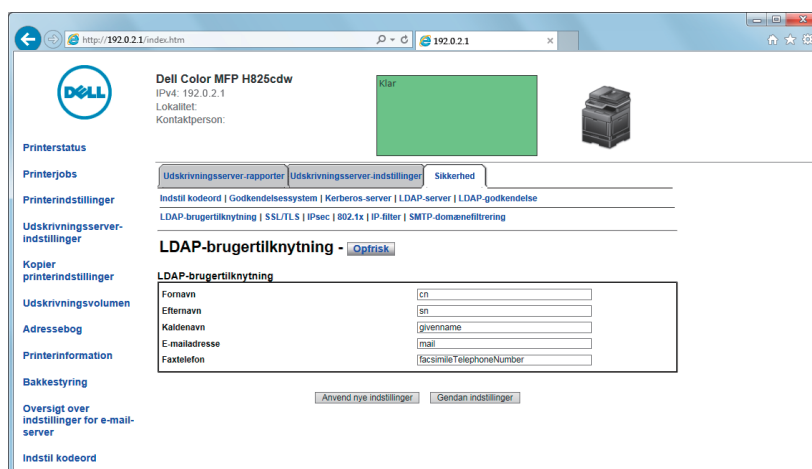 http://192.0.2.1/index.htm
192.0.2.1
DELL
Dell Color MFP H825cdw
IPv4: 192.0.2.1
Lokalitet:
Kontaktperson:
Klar
Printerstatus
Printerjobs
Printerindstillinger
Udskrivningsserver-
indstillinger
Kopier
printerindstillinger
Udskrivningsvolumen
Adressebog
Printerinformation
Bakkestyring
Oversigt over
indstillinger for e-mail-
server
Indstil kodeord
Udskrivningsserver-rapporter Udskrivningsserver-indstillinger Sikkerhed
Indstil kodeord | Godkendelsessystem | Kerberos-server | LDAP-server | LDAP-godkendelse
LDAP-brugertilknytning | SSL/TLS | IPsec | 802.1x | IP-filter | SMTP-domænefiltrering
LDAP-brugertilknytning - Opfrisk
LDAP-brugertilknytning
Fornavn cn
Efternavn sn
Kaldenavn givenname
E-mailadresse mail
Faxtelefon facsimileTelephoneNumber
Anvend nye indstillinger Gendan indstillinger